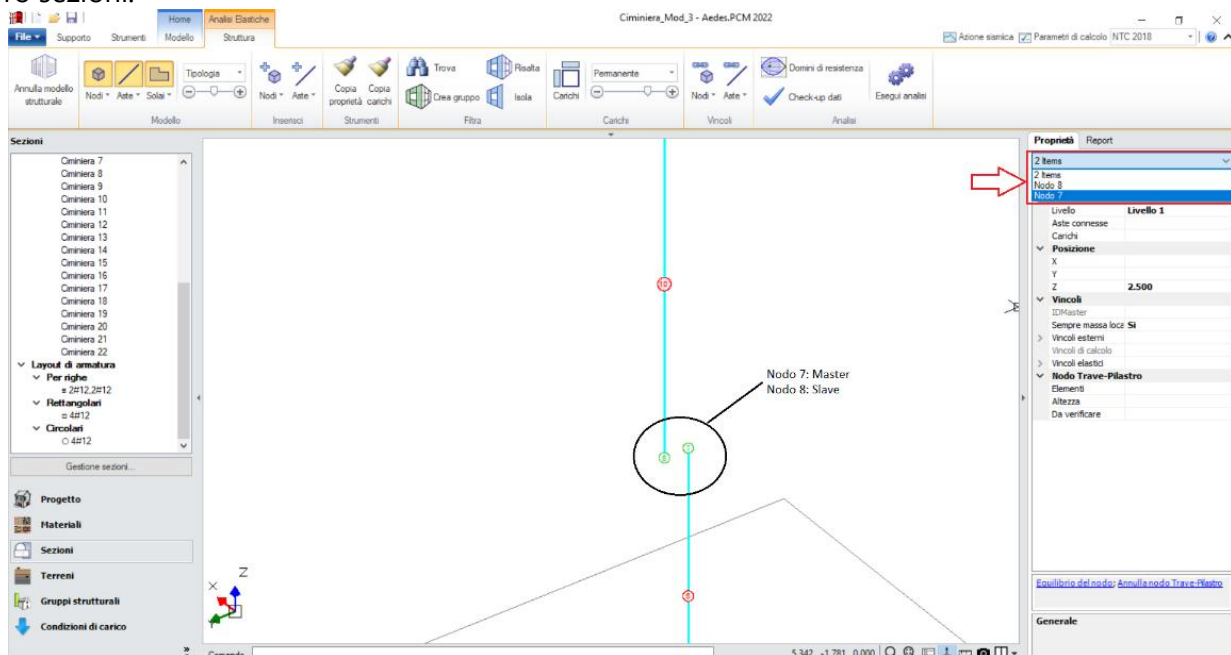 Ciminiera_Mod_3 - Aedes.PCM 2022
Home
Analisi Elastiche
File
Supporto
Strumenti
Modello
Struttura
Azione sismica
Parametri di calcolo
NTC 2018
Annulla modello
strutturale
Nodi
Aste
Solai
Tipologia
Modello
Nodi
Aste
Inserisci
Copia
proprietà
Copia
carichi
Strumenti
Trova
Crea gruppo
Risalta
Isola
Filtra
Carichi
Permanente
Carichi
Nodi
Aste
Vincoli
Domini di resistenza
Check-up dati
Esegui analisi
Analisi
Sezioni
Ciminiera 7
Ciminiera 8
Ciminiera 9
Ciminiera 10
Ciminiera 11
Ciminiera 12
Ciminiera 13
Ciminiera 14
Ciminiera 15
Ciminiera 16
Ciminiera 17
Ciminiera 18
Ciminiera 19
Ciminiera 20
Ciminiera 21
Ciminiera 22
Layout di armatura
Per righe
2#12,2#12
Rettangolari
4#12
Circolari
4#12
Gestione sezioni...
Progetto
Materiali
Sezioni
Terreni
Gruppi strutturali
Condizioni di carico
10
Nodo 7: Master
Nodo 8: Slave
8
7
X
Z
Y
Comando
5.342 -1.781 0.000
Proprietà
Report
2 Items
2 Items
Nodo 8
Nodo 7
Livello Livello 1
Aste connesse
Carichi
Posizione
X
Y
Z 2.500
Vincoli
IDMaster
Sempre massa loca Sì
Vincoli esterni
Vincoli di calcolo
Vincoli elastici
Nodo Trave-Pilastro
Elementi
Altezza
Da verificare
Equilibrio del nodo; Annulla nodo Trave-Pilastro
Generale